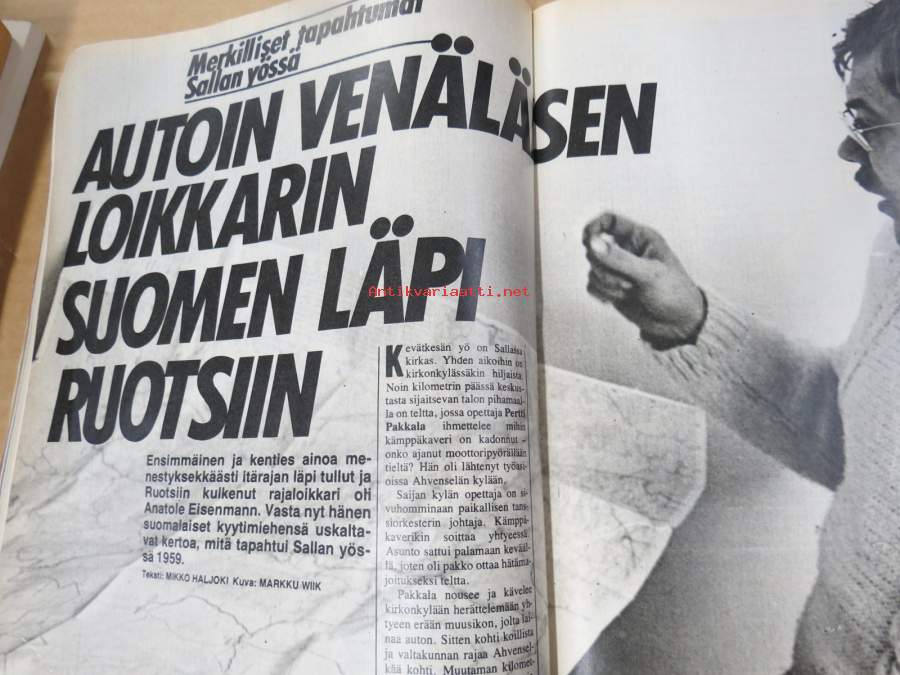 Merkilliset tapahtumat
Sallan yössä
AUTOIN VENÄLÄSEN
LOIKKARIN
SUOMEN LÄPI
RUOTSIIN
Antikvariaatti.net
Ensimmäinen ja kenties ainoa me-
nestyksekkäästi itärajan läpi tullut ja
Ruotsiin kulkenut rajaloikkari oli
Anatole Eisenmann. Vasta nyt hänen
suomalaiset kyytimiehensä uskalta-
vat kertoa, mitä tapahtui Sallan yös-
sä 1959.
Teksti: MIKKO HALJOKI Kuva: MARKKU WIIK
Kevätkesän yö on Sallassa
kirkas. Yhden aikoihin on
kirkonkylässäkin hiljaista.
Noin kilometrin päässä keskus-
tasta sijaitsevan talon pihamaal-
la on teltta, jossa opettaja Pertti
Pakkala ihmettelee mihin
kämppäkaveri on kadonnut –
onko ajanut moottoripyörällään
tieltä? Hän oli lähtenyt työasi-
oissa Ahvenselän kylään.
Saijan kylän opettaja on si-
vuhomminaan paikallisen tans-
siorkesterin johtaja. Kämppä-
kaverikin soittaa yhtyeessä.
Asunto sattui palamaan kevääl-
lä, joten oli pakko ottaa hätäma-
joitukseksi teltta.
Pakkala nousee ja kävelee
kirkonkylään herättelemään yh-
tyeen erään muusikon, jolta lai-
naa auton. Sitten kohti koillista
ja valtakunnan rajaa Ahvensel-
kää kohti. Muutaman kilomet-